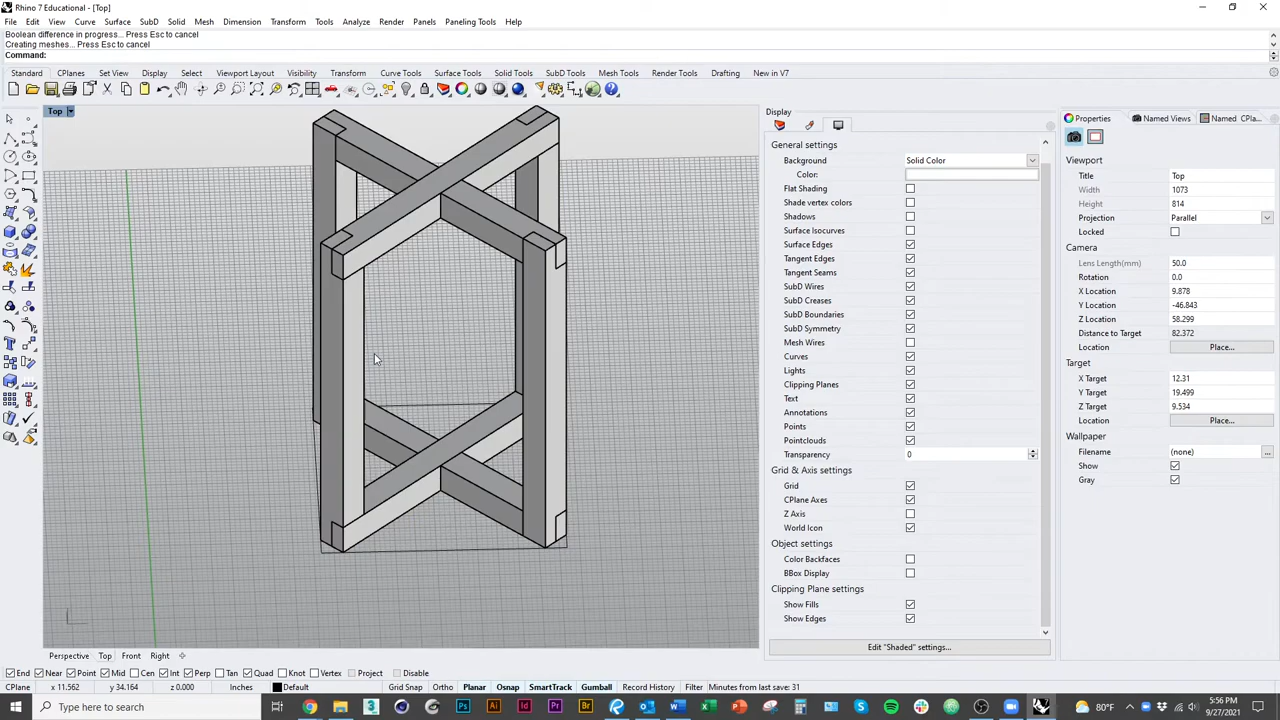 Rhino 7 Educational - [Top]
File Edit View Curve Surface SubD Solid Mesh Dimension Transform Tools Analyze Render Panels Paneling Tools Help
Boolean difference in progress... Press Esc to cancel
Creating meshes... Press Esc to cancel
Command:
Standard CPlanes Set View Display Select Viewport Layout Visibility Transform Curve Tools Surface Tools Solid Tools SubD Tools Mesh Tools Render Tools Drafting New in V7
Top
Display
General settings
Background Solid Color
Color:
Flat Shading
Shade vertex colors
Shadows
Surface Isocurves
Surface Edges
Tangent Edges
Tangent Seams
SubD Wires
SubD Creases
SubD Boundaries
SubD Symmetry
Mesh Wires
Curves
Lights
Clipping Planes
Text
Annotations
Points
Pointclouds
Transparency 0
Grid & Axis settings
Grid
CPlane Axes
Z Axis
World Icon
Object settings
Color Backfaces
BBox Display
Clipping Plane settings
Show Fills
Show Edges
Edit "Shaded" settings...
Properties Named Views Named CPla...
Viewport
Title Top
Width 1073
Height 814
Projection Parallel
Locked
Camera
Lens Length(mm) 50.0
Rotation 0.0
X Location 9.878
Y Location -46.843
Z Location 58.299
Distance to Target 82.372
Location Place...
Target
X Target 12.31
Y Target 19.499
Z Target 9.534
Location Place...
Wallpaper
Filename (none) ...
Show
Gray
Perspective Top Front Right
End Near Point Mid Cen Int Perp Tan Quad Knot Vertex Project Disable
CPlane x 11.562 y 34.164 z 0.000 Inches Default Grid Snap Ortho Planar Osnap SmartTrack Gumball Record History Filter Minutes from last save: 31
Type here to search
Ps Ai Id Pr Br
80°F
5:56 PM
9/27/2021